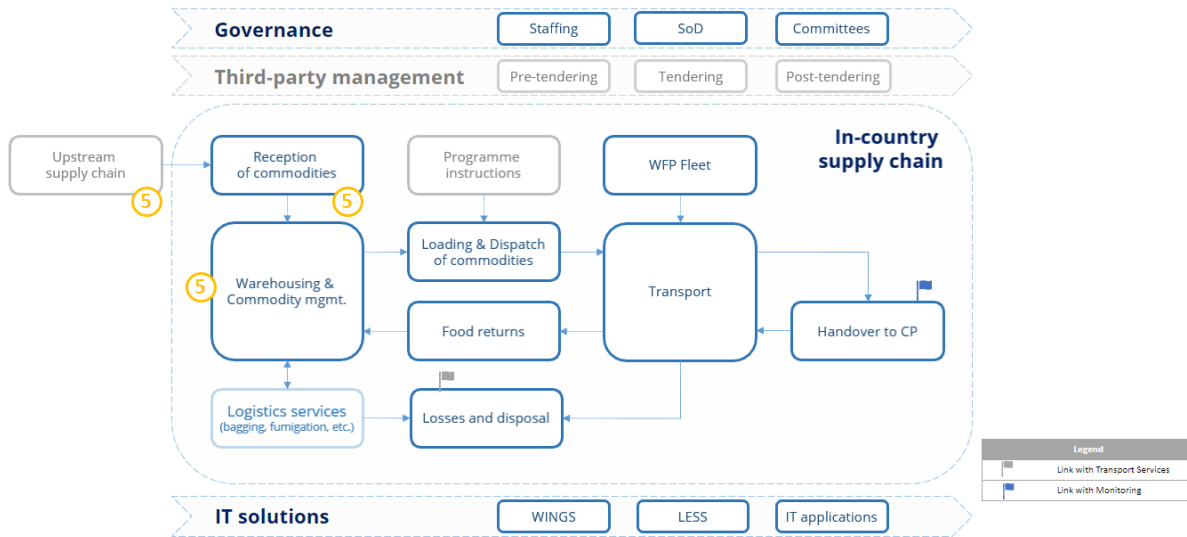 Governance
Staffing
SoD
Committees
Third-party management
Pre-tendering
Tendering
Post-tendering
In-country
supply chain
Upstream
supply chain
5
Reception
of commodities
5
Programme
instructions
WFP Fleet
Warehousing &
Commodity mgmt.
5
Loading & Dispatch
of commodities
Transport
Food returns
Handover to CP
Logistics services
(bagging, fumigation, etc.)
Losses and disposal
Legend
Link with Transport Services
Link with Monitoring
IT solutions
WINGS
LESS
IT applications